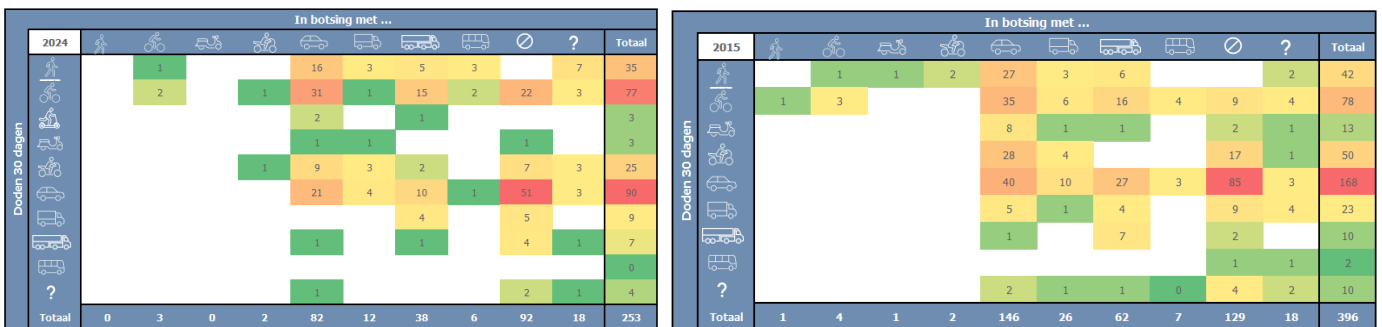 In botsing met ...
2024 ? Totaal
1 16 3 5 3 7 35
2 1 31 1 15 2 22 3 77
2 1 3
1 1 1 3
1 9 3 2 7 3 25
21 4 10 1 51 3 90
4 5 9
1 1 4 1 7
0
? 1 2 1 4
Totaal 0 3 0 2 82 12 38 6 92 18 253
Doden 30 dagen
In botsing met ...
2015 ? Totaal
1 1 2 27 3 6 2 42
1 3 35 6 16 4 9 4 78
8 1 1 2 1 13
28 4 17 1 50
40 10 27 3 85 3 168
5 1 4 9 4 23
1 7 2 10
1 1 2
? 2 1 1 0 4 2 10
Totaal 1 4 1 2 146 26 62 7 129 18 396
Doden 30 dagen